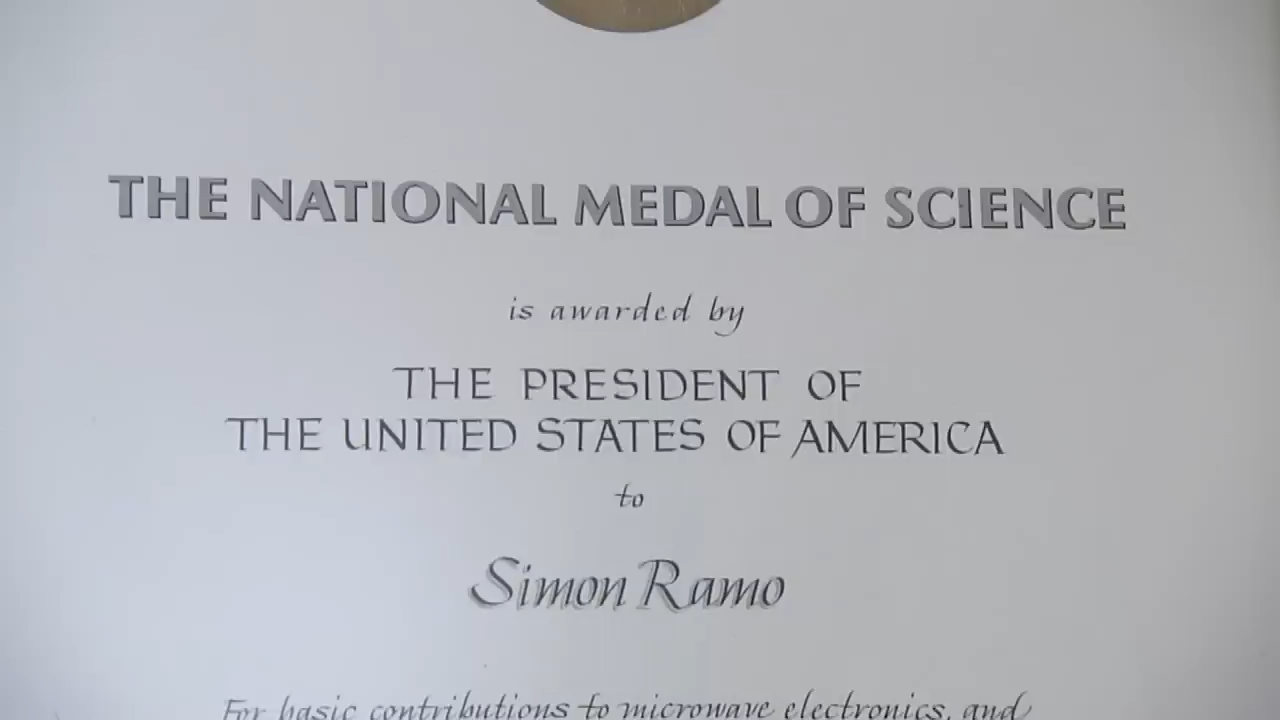 THE NATIONAL MEDAL OF SCIENCE
is awarded by
THE PRESIDENT OF
THE UNITED STATES OF AMERICA
to
Simon Ramo
For basic contributions to microwave electronics, and